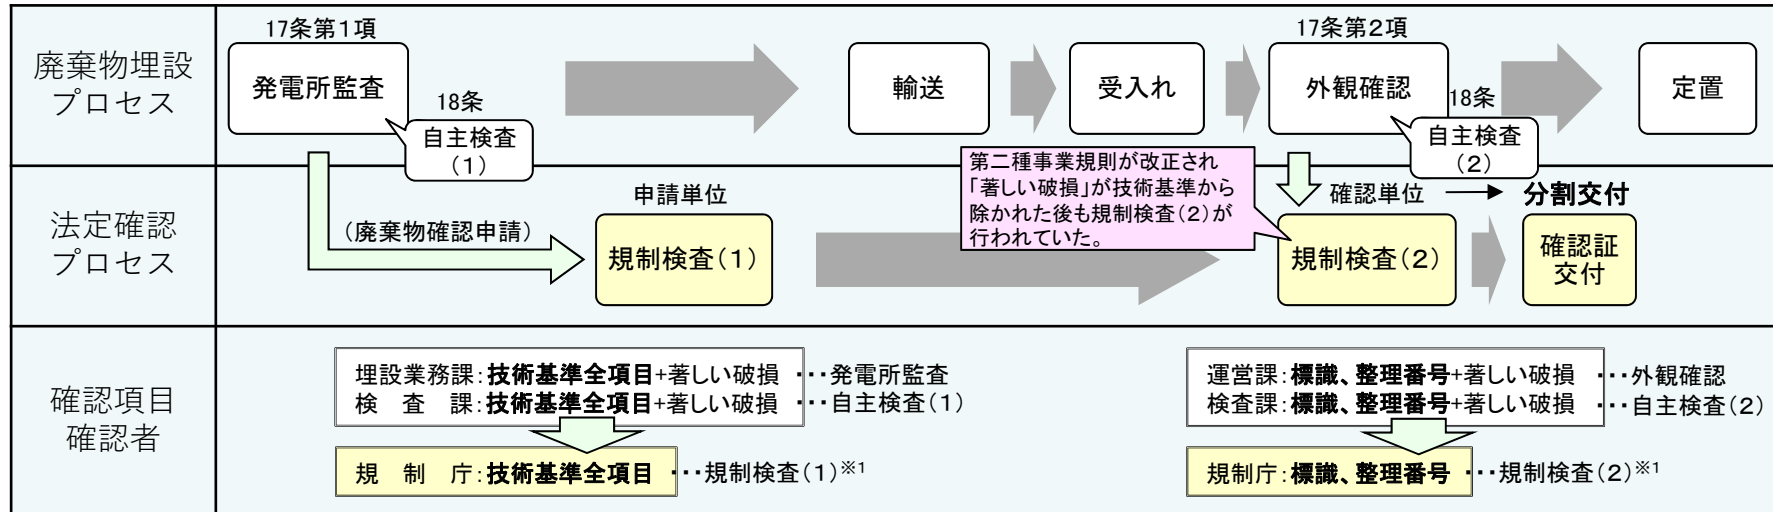 廃棄物埋設
プロセス
17条第1項
発電所監査
18条
自主検査
(1)
輸送
受入れ
17条第2項
外観確認
18条
自主検査
(2)
定置
法定確認
プロセス
(廃棄物確認申請)
申請単位
規制検査(1)
第二種事業規則が改正され
「著しい破損」が技術基準から
除かれた後も規制検査(2)が
行われていた。
確認単位
分割交付
規制検査(2)
確認証
交付
確認項目
確認者
埋設業務課:技術基準全項目+著しい破損 ・・・発電所監査
検 査 課:技術基準全項目+著しい破損 ・・・自主検査(1)
規 制 庁:技術基準全項目 ・・・規制検査(1)※1
運営課:標識、整理番号+著しい破損 ・・・外観確認
検査課:標識、整理番号+著しい破損 ・・・自主検査(2)
規制庁:標識、整理番号 ・・・規制検査(2)※1